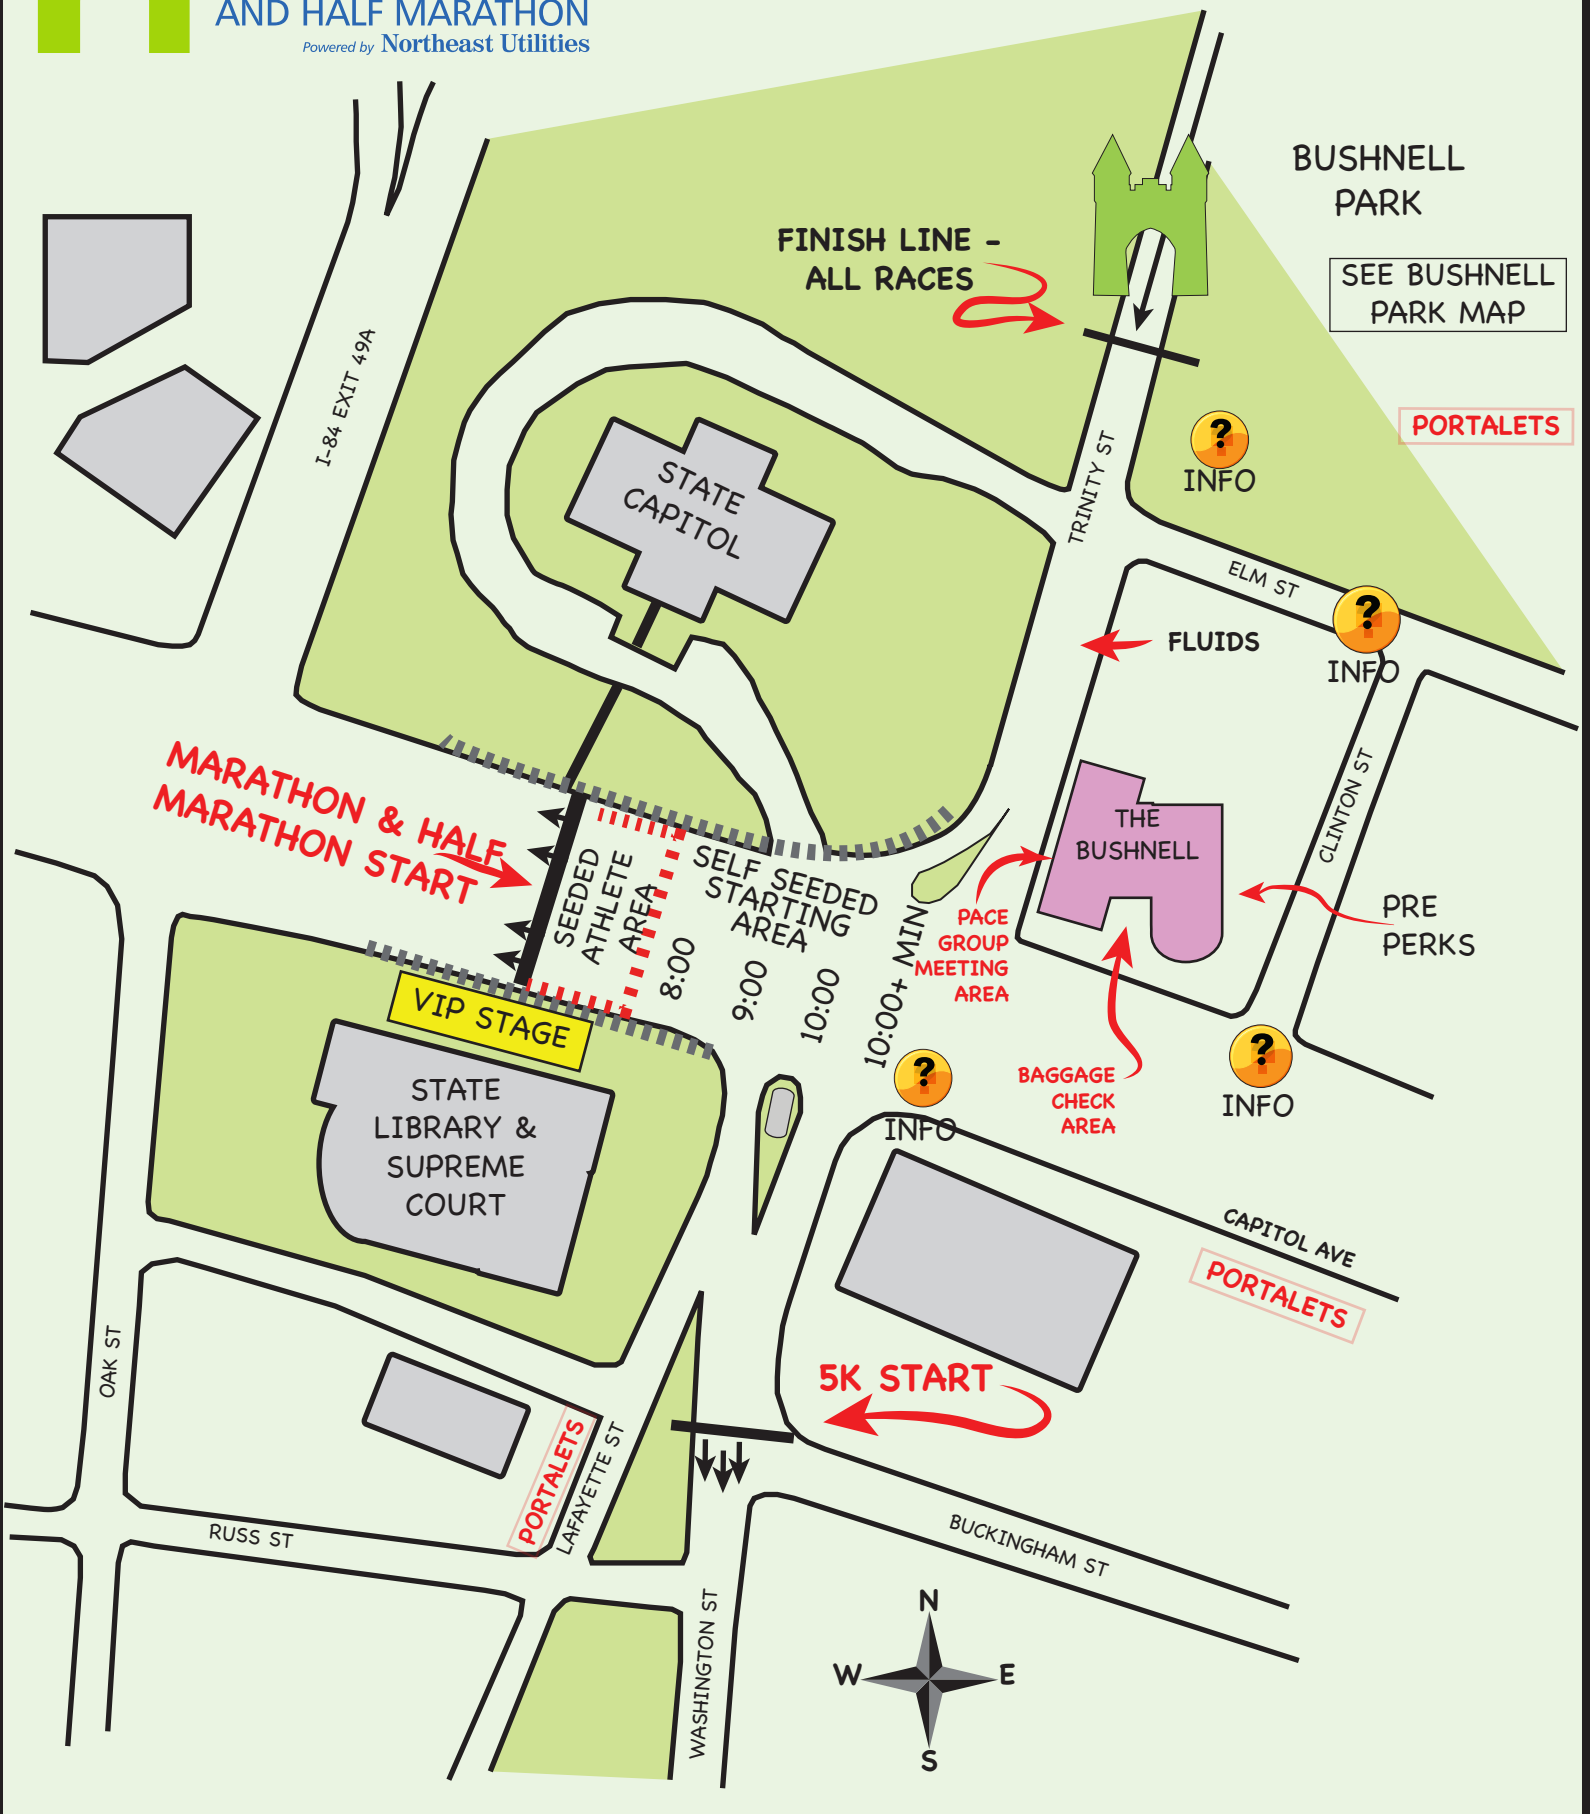 AND HALF MARATHON
Powered by Northeast Utilities
BUSHNELL
PARK
SEE BUSHNELL
PARK MAP
FINISH LINE -
ALL RACES
I-84 EXIT 49A
PORTALETS
STATE
CAPITOL
TRINITY ST
?
INFO
ELM ST
?
INFO
FLUIDS
MARATHON & HALF
MARATHON START
SEEDED
ATHLETE
AREA
SELF SEEDED
STARTING
AREA
8:00
9:00
10:00
10:00+ MIN
THE
BUSHNELL
CLINTON ST
PACE
GROUP
MEETING
AREA
PRE
PERKS
VIP STAGE
STATE
LIBRARY &
SUPREME
COURT
?
INFO
BAGGAGE
CHECK
AREA
?
INFO
CAPITOL AVE
PORTALETS
OAK ST
5K START
PORTALETS
LAFAYETTE ST
RUSS ST
BUCKINGHAM ST
WASHINGTON ST
N
W
E
S